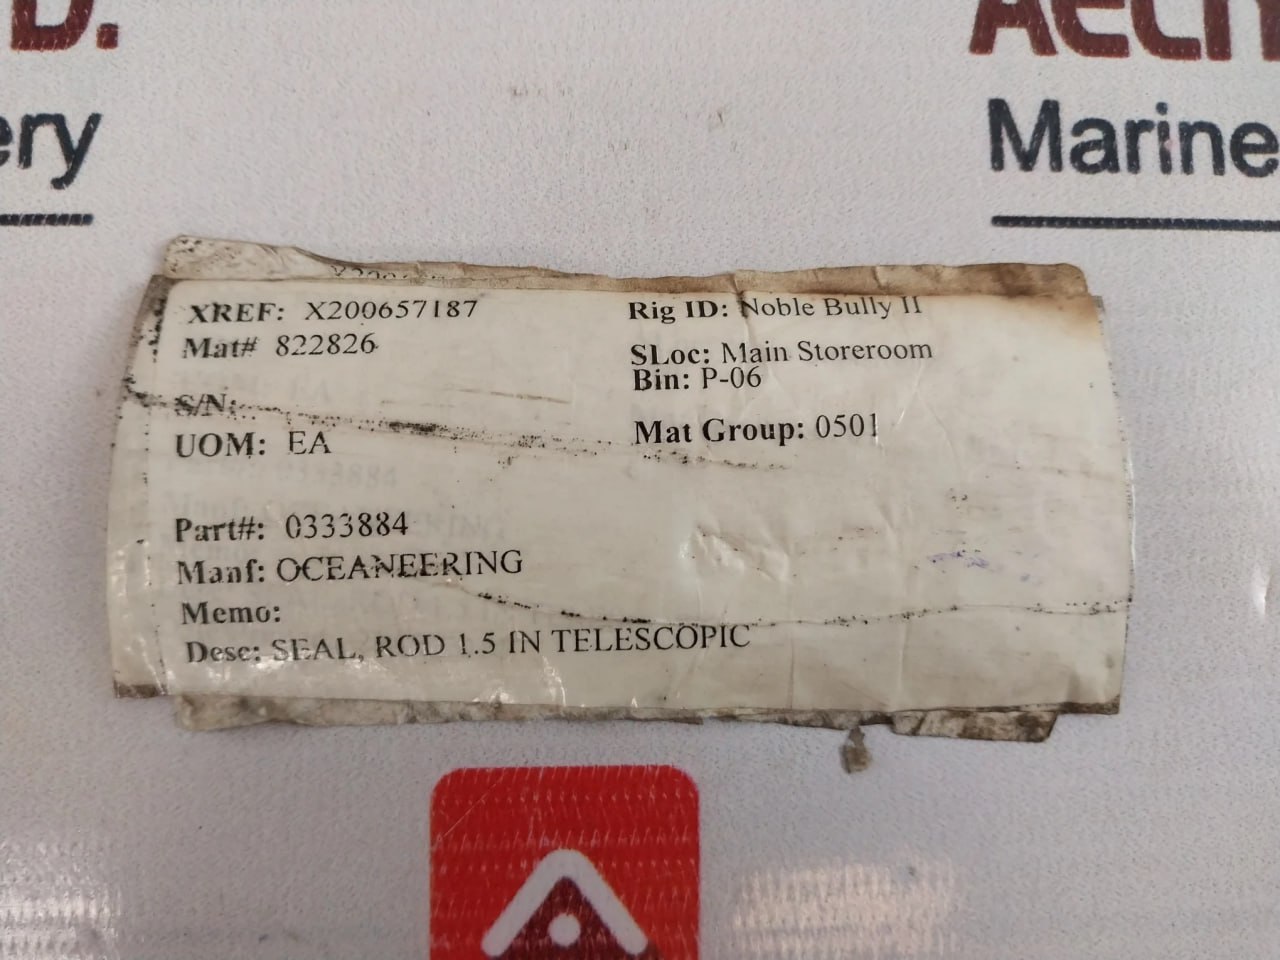 D.
ery
Marine
XREF: X200657187
Rig ID: Noble Bully II
Mat# 822826
SLoc: Main Storeroom
Bin: P-06
S/N:
Mat Group: 0501
UOM: EA
Part#: 0333884
Manf: OCEANEERING
Memo:
Desc: SEAL, ROD 1.5 IN TELESCOPIC